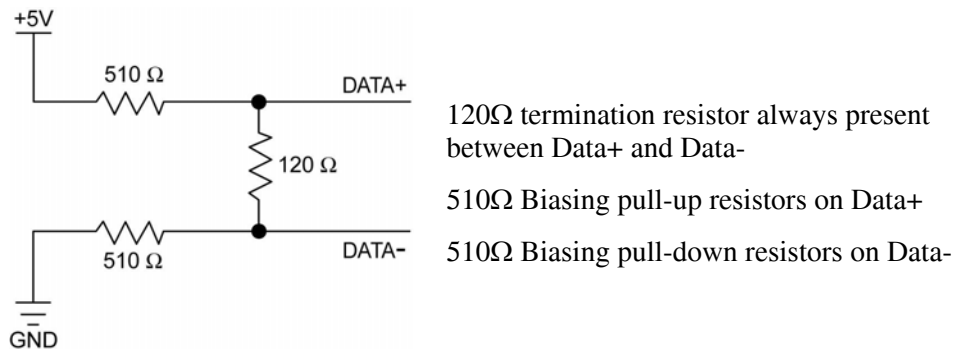 +5V
510 Ω
DATA+
120 Ω
DATA-
510 Ω
GND
120Ω termination resistor always present
between Data+ and Data-
510Ω Biasing pull-up resistors on Data+
510Ω Biasing pull-down resistors on Data-